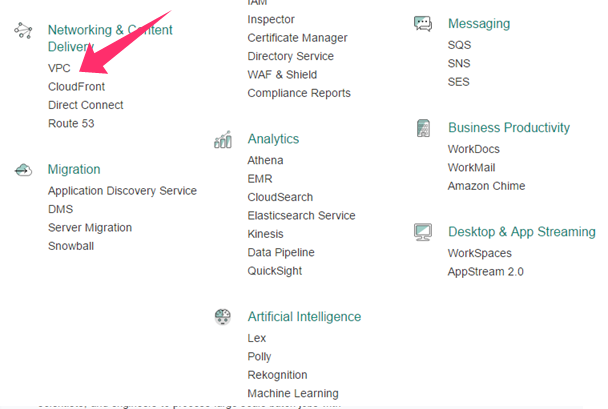 Networking & Content
Delivery
VPC
CloudFront
Direct Connect
Route 53
Migration
Application Discovery Service
DMS
Server Migration
Snowball
IAM
Inspector
Certificate Manager
Directory Service
WAF & Shield
Compliance Reports
Analytics
Athena
EMR
CloudSearch
Elasticsearch Service
Kinesis
Data Pipeline
QuickSight
Artificial Intelligence
Lex
Polly
Rekognition
Machine Learning
Messaging
SQS
SNS
SES
Business Productivity
WorkDocs
WorkMail
Amazon Chime
Desktop & App Streaming
WorkSpaces
AppStream 2.0